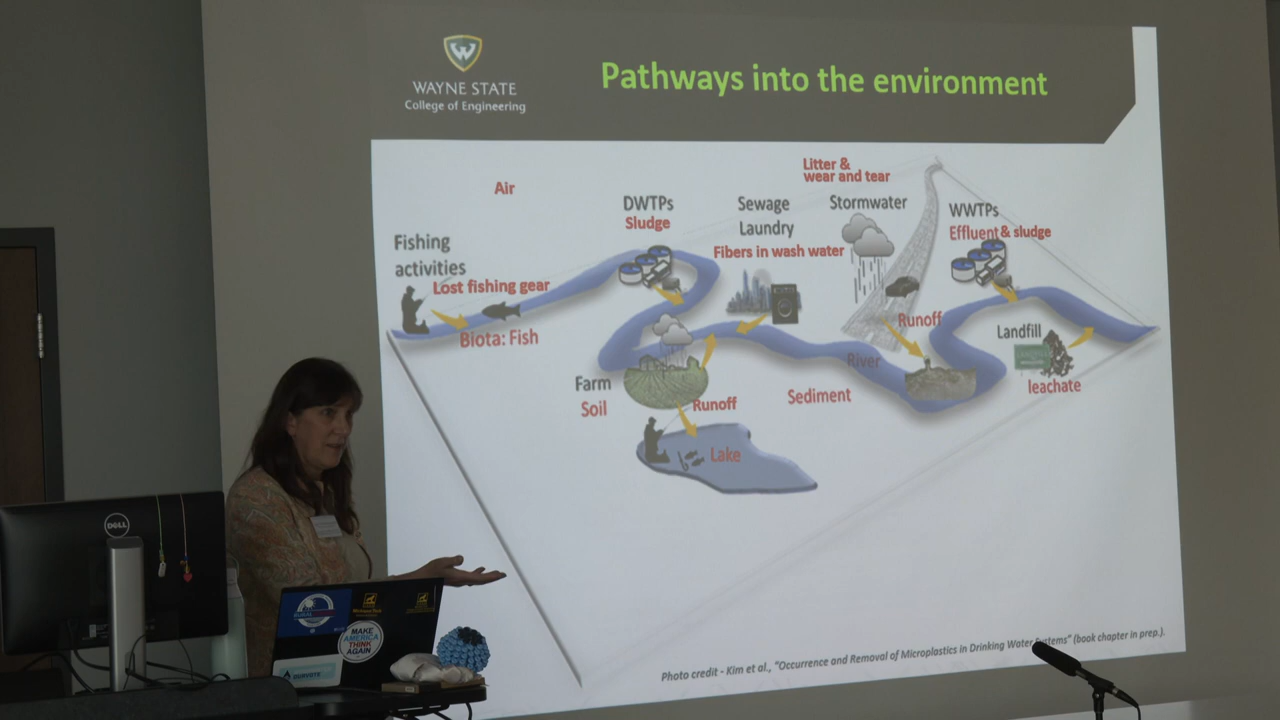 WAYNE STATE
College of Engineering
Pathways into the environment
Air
Litter &
wear and tear
DWTPs
Sludge
Sewage
Laundry
Fibers in wash water
Stormwater
WWTPs
Effluent & sludge
Fishing
activities
Lost fishing gear
Biota: Fish
Runoff
Landfill
leachate
River
Farm
Soil
Runoff
Sediment
Lake
Photo credit - Kim et al., "Occurrence and Removal of Microplastics in Drinking Water Systems" (book chapter in prep.).
DELL
RURAL
MAKE
AMERICA
THINK
AGAIN
OURVOTE